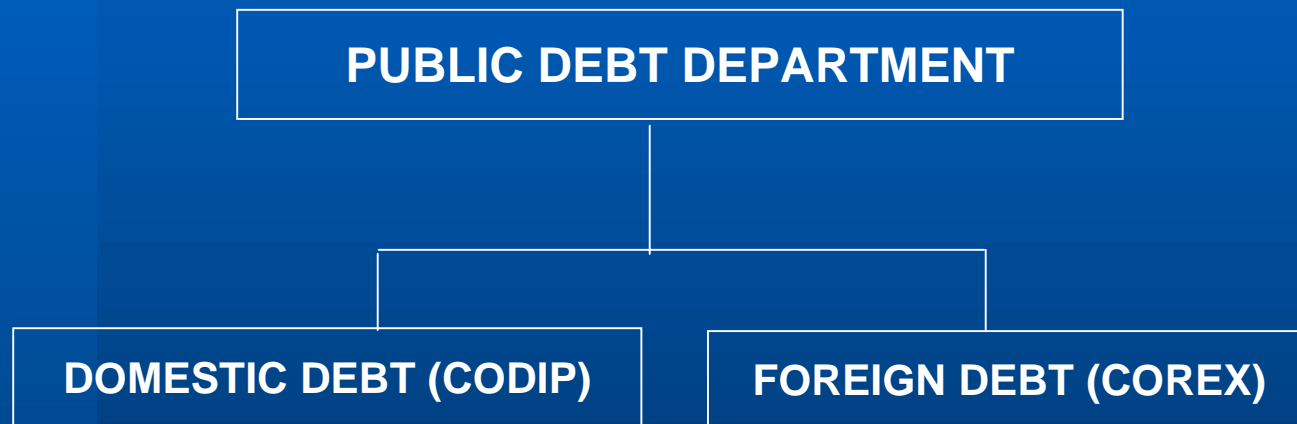 PUBLIC DEBT DEPARTMENT
DOMESTIC DEBT (CODIP)
FOREIGN DEBT (COREX)